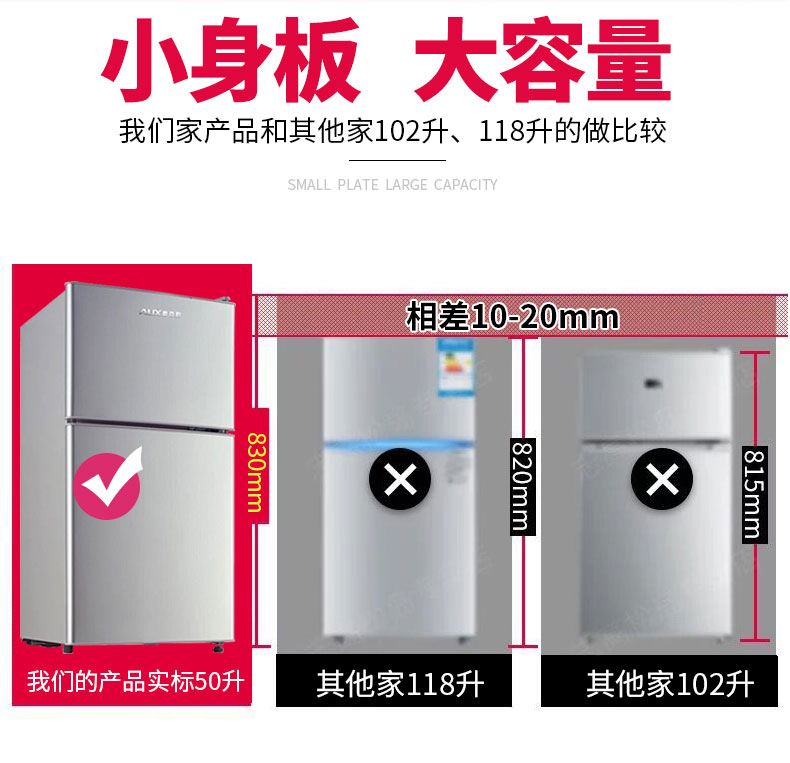 小身板 大容量
我们家产品和其他家102升、118升的做比较
SMALL PLATE LARGE CAPACITY
相差10-20mm
AUX
830mm
820mm
815mm
我们的产品实标50升
其他家118升
其他家102升